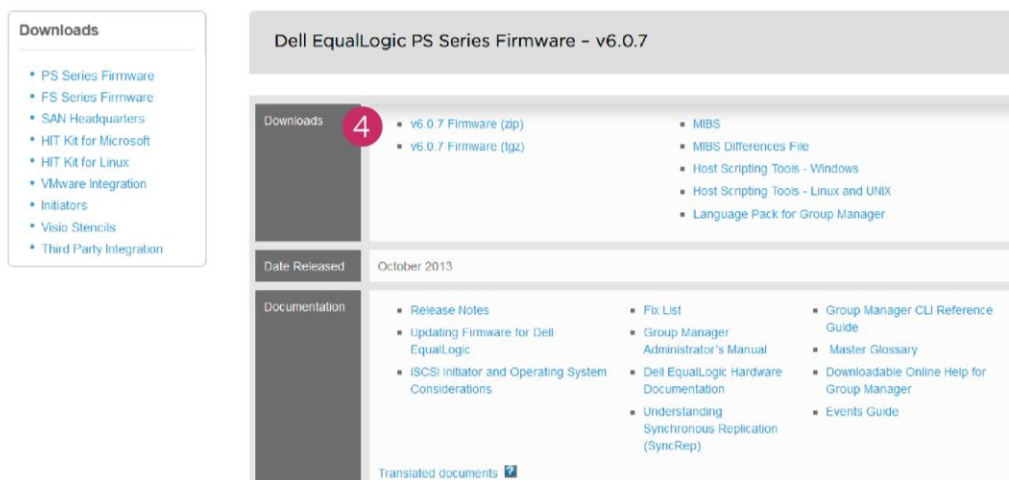 Downloads
PS Series Firmware
FS Series Firmware
SAN Headquarters
HIT Kit for Microsoft
HIT Kit for Linux
VMware Integration
Initiators
Visio Stencils
Third Party Integration
Dell EqualLogic PS Series Firmware – v6.0.7
Downloads
4
v6.0.7 Firmware (zip)
v6.0.7 Firmware (tgz)
MIBS
MIBS Differences File
Host Scripting Tools - Windows
Host Scripting Tools - Linux and UNIX
Language Pack for Group Manager
Date Released
October 2013
Documentation
Release Notes
Updating Firmware for Dell
EqualLogic
iSCSI Initiator and Operating System
Considerations
Fix List
Group Manager
Administrator's Manual
Dell EqualLogic Hardware
Documentation
Understanding
Synchronous Replication
(SyncRep)
Group Manager CLI Reference
Guide
Master Glossary
Downloadable Online Help for
Group Manager
Events Guide
Translated documents ?